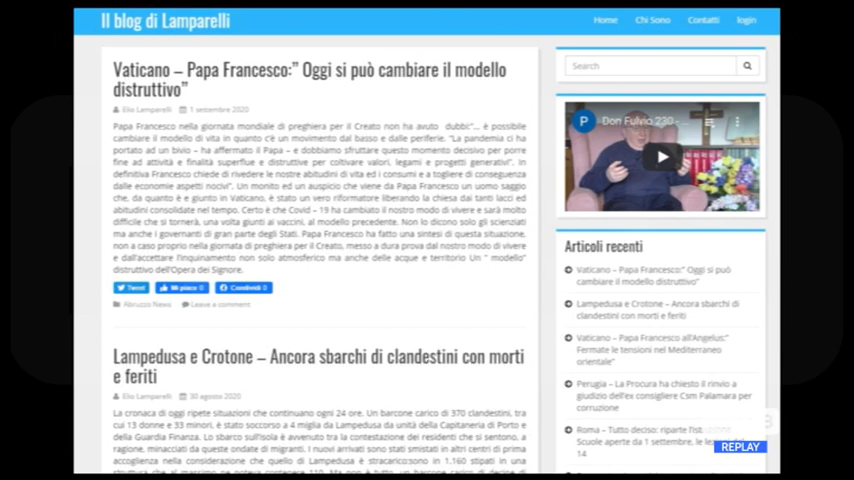 Il blog di Lamparelli
Home Chi Sono Contatti login
Vaticano – Papa Francesco:” Oggi si può cambiare il modello
distruttivo”
Elio Lamparelli 1 settembre 2020
Papa Francesco nella giornata mondiale di preghiera per il Creato non ha avuto dubbi:”... è possibile
cambiare il modello di vita in quanto c’è un movimento dal basso e dalle periferie. “La pandemia ci ha
portato ad un bivio – ha affermato il Papa – e dobbiamo sfruttare questo momento decisivo per porre
fine ad attività e finalità superflue e distruttive per coltivare valori, legami e progetti generativi”. In
definitiva Francesco chiede di rivedere le nostre abitudini di vita ed i consumi e a togliere di conseguenza
dalle economie aspetti nocivi”. Un monito ed un auspicio che viene da Papa Francesco un uomo saggio
che, da quanto è e giunto in Vaticano, è stato un vero riformatore liberando la chiesa dai tanti lacci ed
abitudini consolidate nel tempo. Certo è che Covid – 19 ha cambiato il nostro modo di vivere e sarà molto
difficile che si tornerà, una volta giunti ai vaccini, al modello precedente. Non lo dicono solo gli scienziati
ma anche i governanti di gran parte degli Stati. Papa Francesco ha fatto una sintesi di questa situazione,
non a caso proprio nella giornata di preghiera per il Creato, messo a dura prova dal nostro modo di vivere
e dall’accettare l’inquinamento non solo atmosferico ma anche delle acque e territorio Un “ modello”
distruttivo dell’Opera dei Signore.
Tweet Mi piace 0 Condividi 0
Abruzzo News Leave a comment
Lampedusa e Crotone – Ancora sbarchi di clandestini con morti
e feriti
Elio Lamparelli 30 agosto 2020
La cronaca di oggi ripete situazioni che continuano ogni 24 ore. Un barcone carico di 370 clandestini, tra
cui 13 donne e 33 minori, è stato soccorso a 4 miglia da Lampedusa da unità della Capitaneria di Porto e
della Guardia Finanza. Lo sbarco sull’isola è avvenuto tra la contestazione dei residenti che si sentono, a
ragione, minacciati da queste ondate di migranti. I nuovi arrivati sono stati smistati in altri centri di prima
accoglienza nella considerazione che quello di Lampedusa è stracarico:sono in 1.160 stipati in una
Search
P Don Fulvio 230 -
Articoli recenti
Vaticano – Papa Francesco:” Oggi si può
cambiare il modello distruttivo”
Lampedusa e Crotone – Ancora sbarchi di
clandestini con morti e feriti
Vaticano – Papa Francesco all’Angelus:”
Fermate le tensioni nel Mediterraneo
orientale”
Perugia – La Procura ha chiesto il rinvio a
giudizio dell’ex consigliere Csm Palamara per
corruzione
Roma – Tutto deciso: riparte
Scuole aperte da 1 settembre, le
14
REPLAY